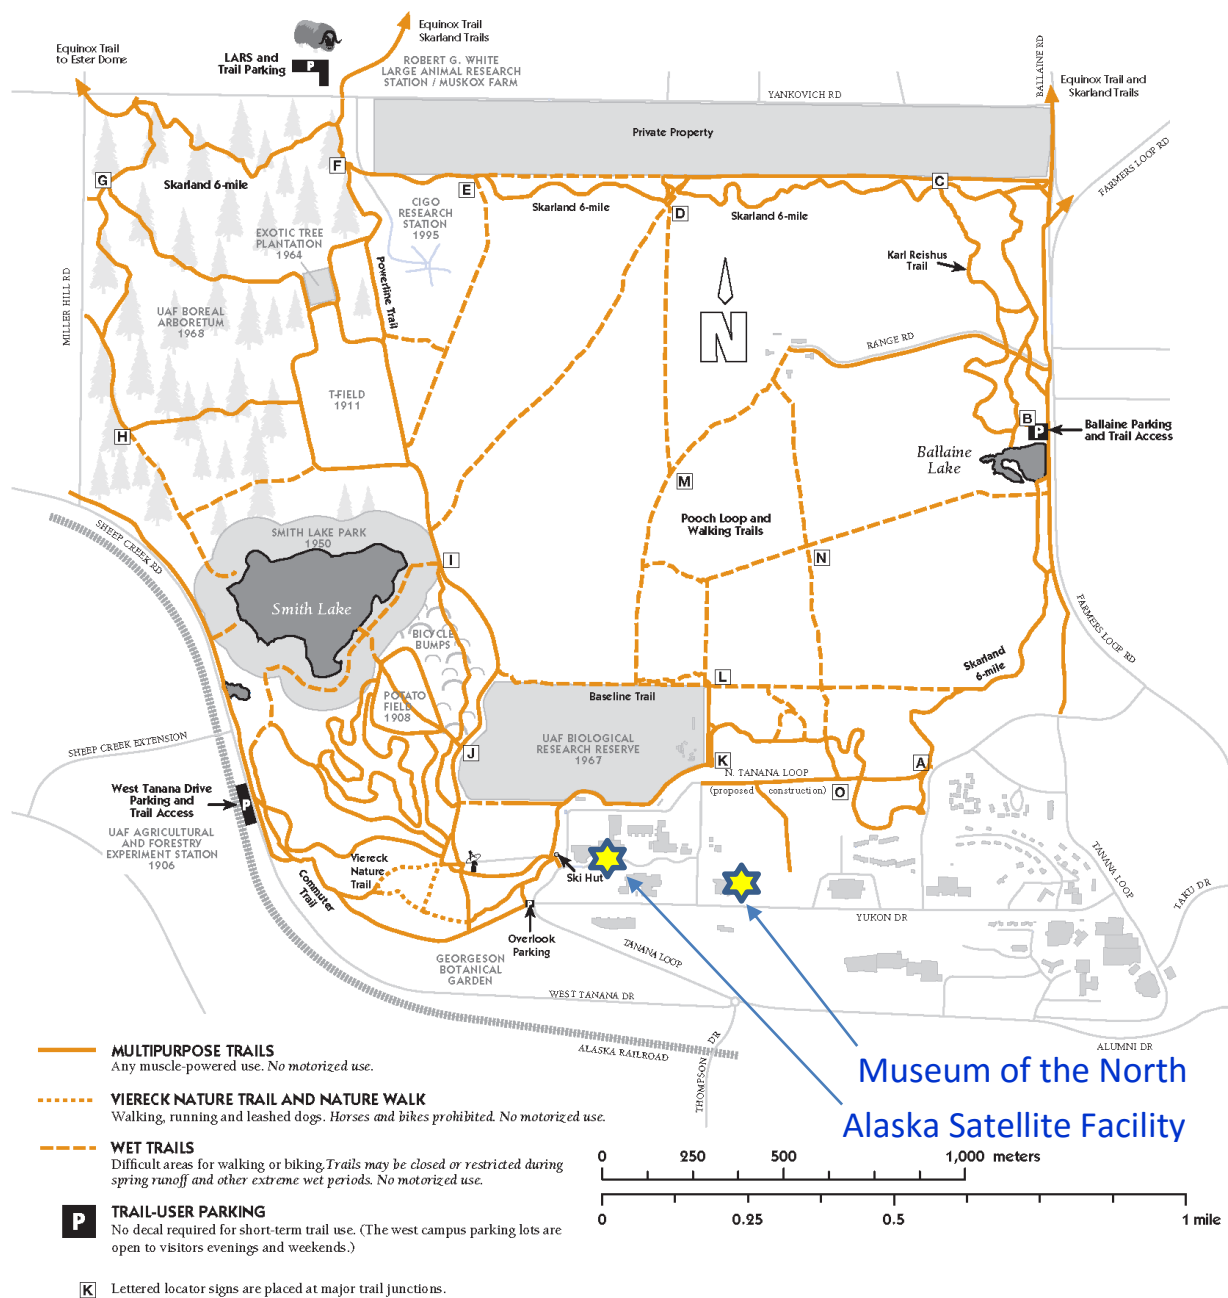 Equinox Trail
Skarland Trails
Equinox Trail
to Ester Dome
LARS and
Trail Parking
P
ROBERT G. WHITE
LARGE ANIMAL RESEARCH
STATION / MUSKOX FARM
BALLAINE RD
Equinox Trail and
Skarland Trails
YANKOVICH RD
Private Property
FARMERS LOOP RD
F
G
Skarland 6-mile
E
C
CIGO
RESEARCH
STATION
1995
Skarland 6-mile
D
Skarland 6-mile
EXOTIC TREE
PLANTATION
1964
Karl Reishus
Trail
Powerline Trail
MILLER HILL RD
UAF BOREAL
ARBORETUM
1968
N
RANGE RD
T-FIELD
1911
B
P
Ballaine Parking
and Trail Access
H
Ballaine
Lake
M
Pooch Loop and
Walking Trails
SHEEP CREEK RD
SMITH LAKE PARK
1950
I
N
Smith Lake
FARMERS LOOP RD
BICYCLE
BUMPS
Skarland
6-mile
L
Baseline Trail
POTATO
FIELD
1908
UAF BIOLOGICAL
RESEARCH RESERVE
1967
SHEEP CREEK EXTENSION
J
K
A
N. TANANA LOOP
(proposed construction)
O
West Tanana Drive
Parking and
Trail Access
P
UAF AGRICULTURAL
AND FORESTRY
EXPERIMENT STATION
1906
Viereck
Nature
Trail
Ski Hut
Commuter
Trail
TANANA LOOP
TAKU DR
P
YUKON DR
Overlook
Parking
TANANA LOOP
GEORGESON
BOTANICAL
GARDEN
WEST TANANA DR
THOMPSON DR
ALASKA RAILROAD
ALUMNI DR
Museum of the North
Alaska Satellite Facility
MULTIPURPOSE TRAILS
Any muscle-powered use. No motorized use.
VIERECK NATURE TRAIL AND NATURE WALK
Walking, running and leashed dogs. Horses and bikes prohibited. No motorized use.
WET TRAILS
Difficult areas for walking or biking.Trails may be closed or restricted during
spring runoff and other extreme wet periods. No motorized use.
P
TRAIL-USER PARKING
No decal required for short-term trail use. (The west campus parking lots are
open to visitors evenings and weekends.)
K
Lettered locator signs are placed at major trail junctions.
0 250 500 1,000 meters
0 0.25 0.5 1 mile